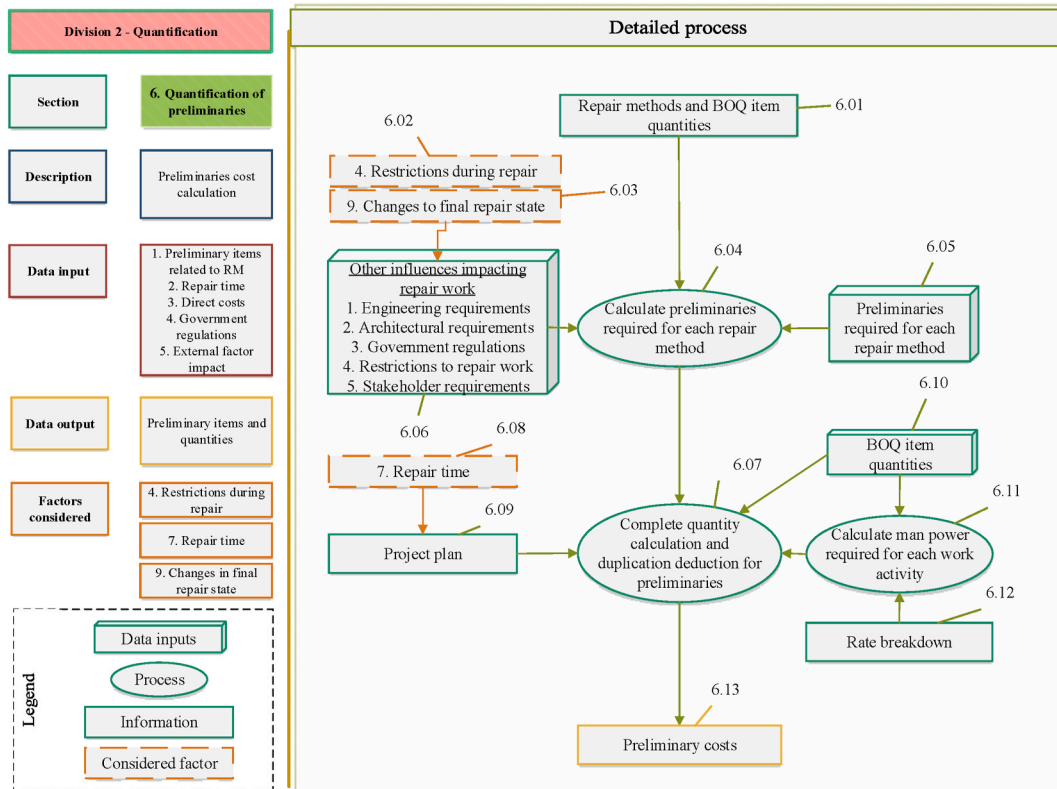 Division 2 - Quantification
Section
6. Quantification of
preliminaries
Description
Preliminaries cost
calculation
Data input
1. Preliminary items
related to RM
2. Repair time
3. Direct costs
4. Government
regulations
5. External factor
impact
Data output
Preliminary items and
quantities
Factors
considered
4. Restrictions during
repair
7. Repair time
9. Changes in final
repair state
Legend
Data inputs
Process
Information
Considered factor
Detailed process
Repair methods and BOQ item
quantities
6.01
6.02
4. Restrictions during repair
9. Changes to final repair state
6.03
Other influences impacting
repair work
1. Engineering requirements
2. Architectural requirements
3. Government regulations
4. Restrictions to repair work
5. Stakeholder requirements
6.06
6.04
Calculate preliminaries
required for each repair
method
6.05
Preliminaries required for each
repair method
6.08
7. Repair time
6.09
Project plan
6.07
Complete quantity
calculation and
duplication deduction for
preliminaries
6.10
BOQ item
quantities
6.11
Calculate man power
required for each work
activity
6.12
Rate breakdown
6.13
Preliminary costs